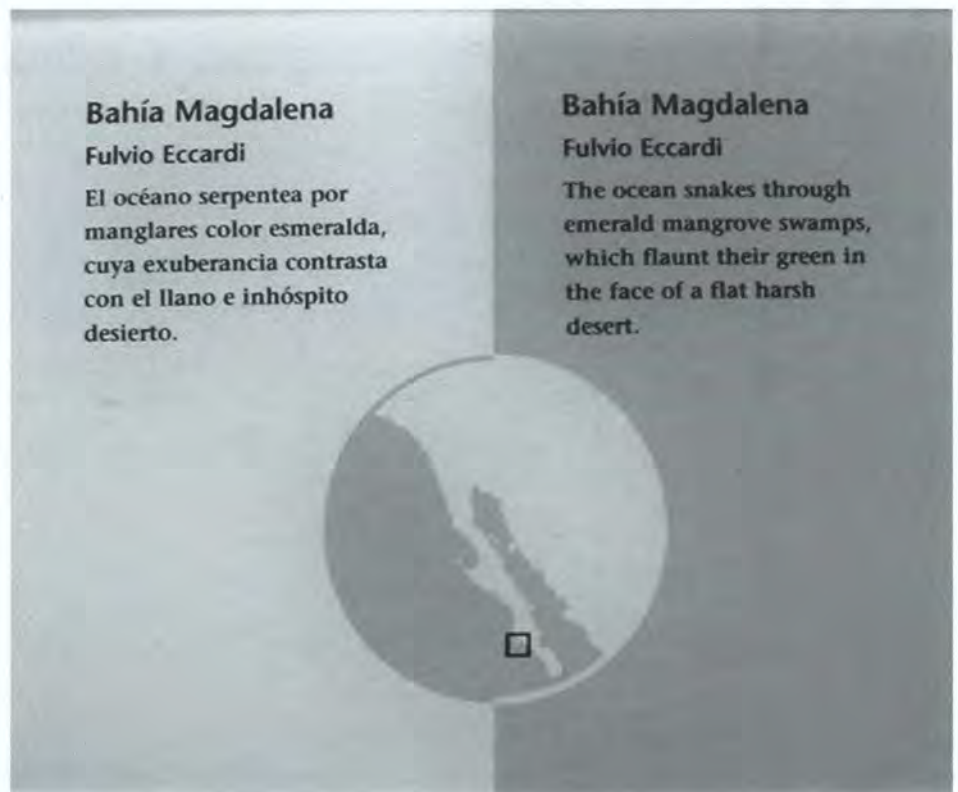 Bahía Magdalena
Fulvio Eccardi
El océano serpentea por
manglares color esmeralda,
cuya exuberancia contrasta
con el llano e inhóspito
desierto.
Bahía Magdalena
Fulvio Eccardi
The ocean snakes through
emerald mangrove swamps,
which flaunt their green in
the face of a flat harsh
desert.